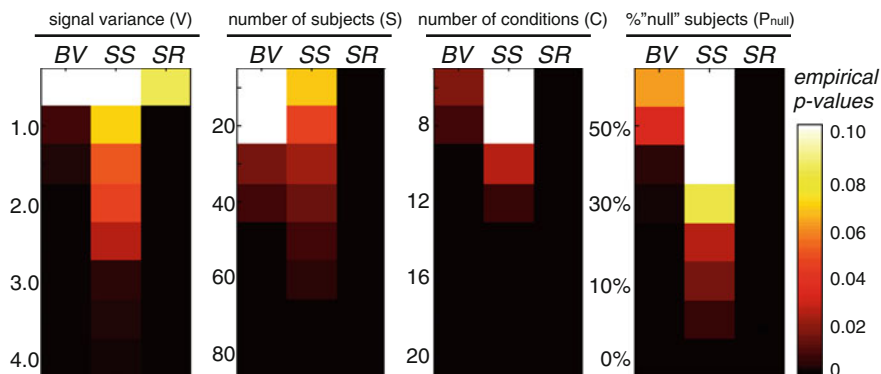 signal variance (V)
number of subjects (S)
number of conditions (C)
%"null" subjects (Pnull)
BV SS SR
BV SS SR
BV SS SR
BV SS SR
1.0
2.0
3.0
4.0
20
40
60
80
8
12
16
20
50%
30%
10%
0%
empirical
p-values
0.10
0.08
0.06
0.04
0.02
0